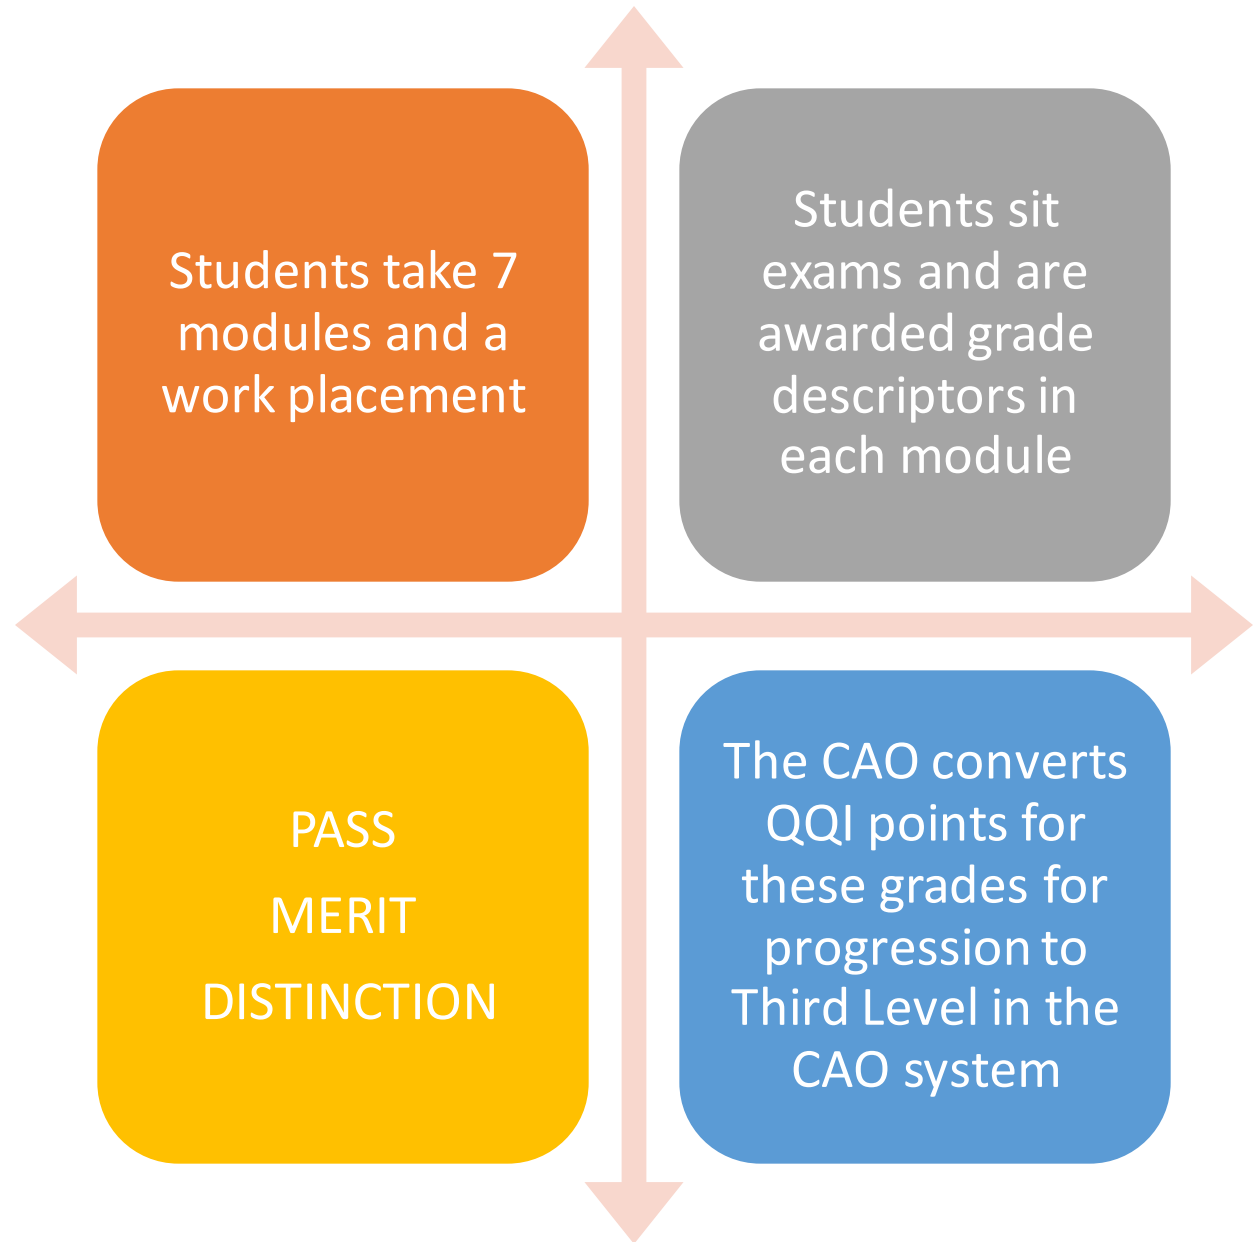 Students take 7
modules and a
work placement
Students sit
exams and are
awarded grade
descriptors in
each module
PASS
MERIT
DISTINCTION
The CAO converts
QQI points for
these grades for
progression to
Third Level in the
CAO system